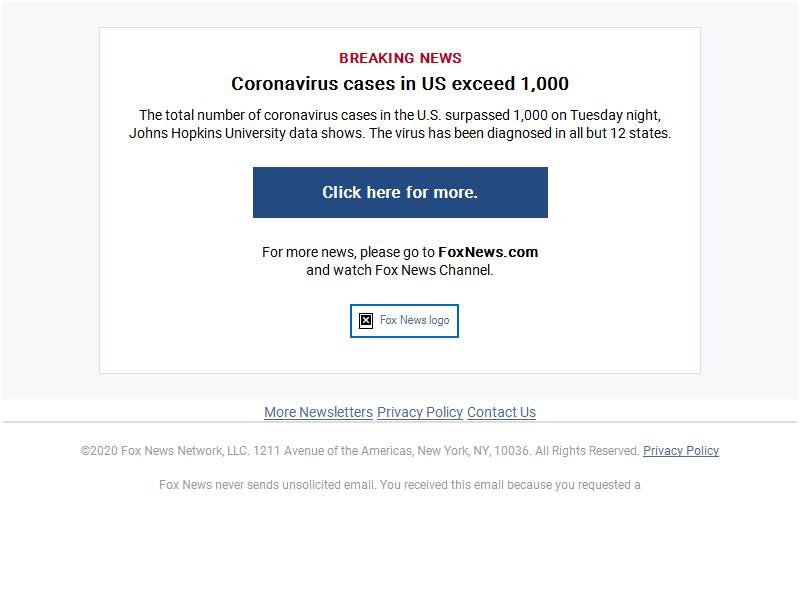 BREAKING NEWS
Coronavirus cases in US exceed 1,000
The total number of coronavirus cases in the U.S. surpassed 1,000 on Tuesday night,
Johns Hopkins University data shows. The virus has been diagnosed in all but 12 states.
Click here for more.
For more news, please go to FoxNews.com
and watch Fox News Channel.
Fox News logo
More Newsletters Privacy Policy Contact Us
©2020 Fox News Network, LLC. 1211 Avenue of the Americas, New York, NY, 10036. All Rights Reserved. Privacy Policy
Fox News never sends unsolicited email. You received this email because you requested a